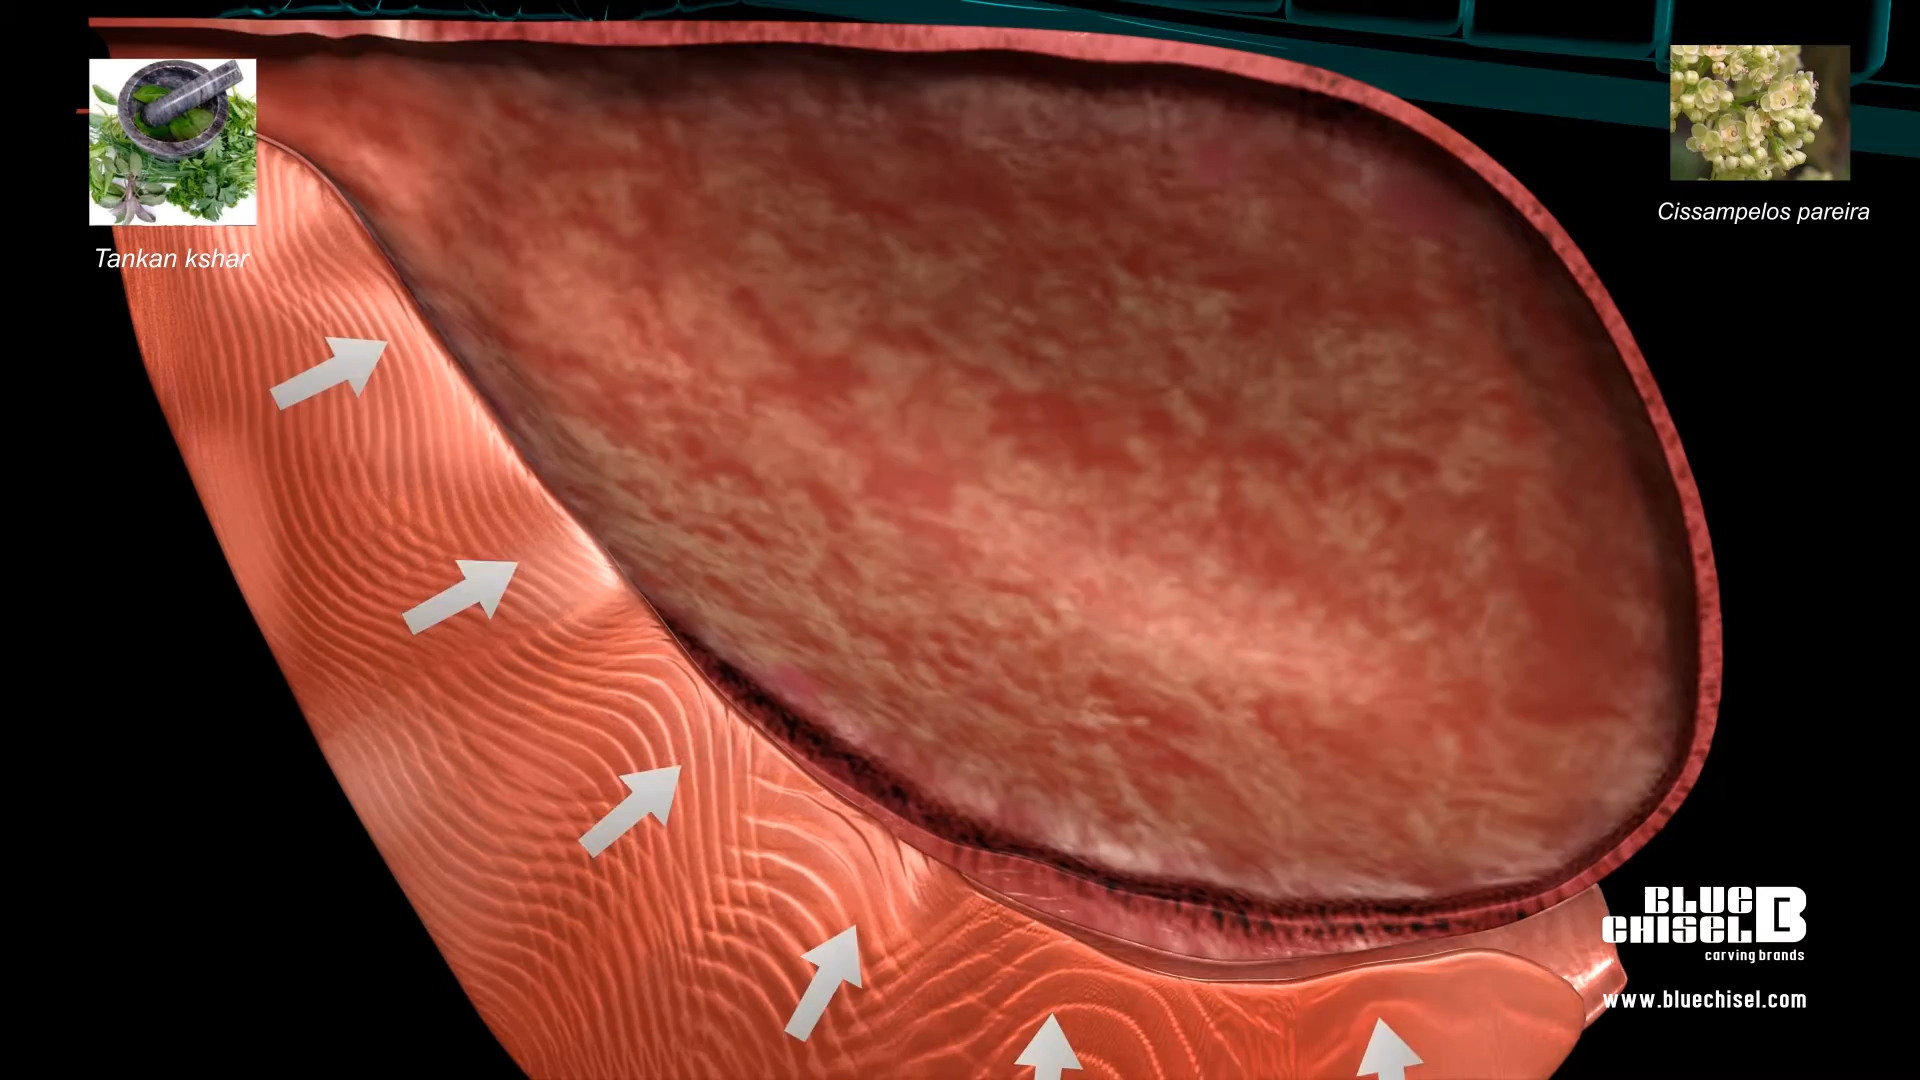 Tankan kshar
Cissampelos pareira
BLUE
CHISEL
carving brands
www.bluechisel.com